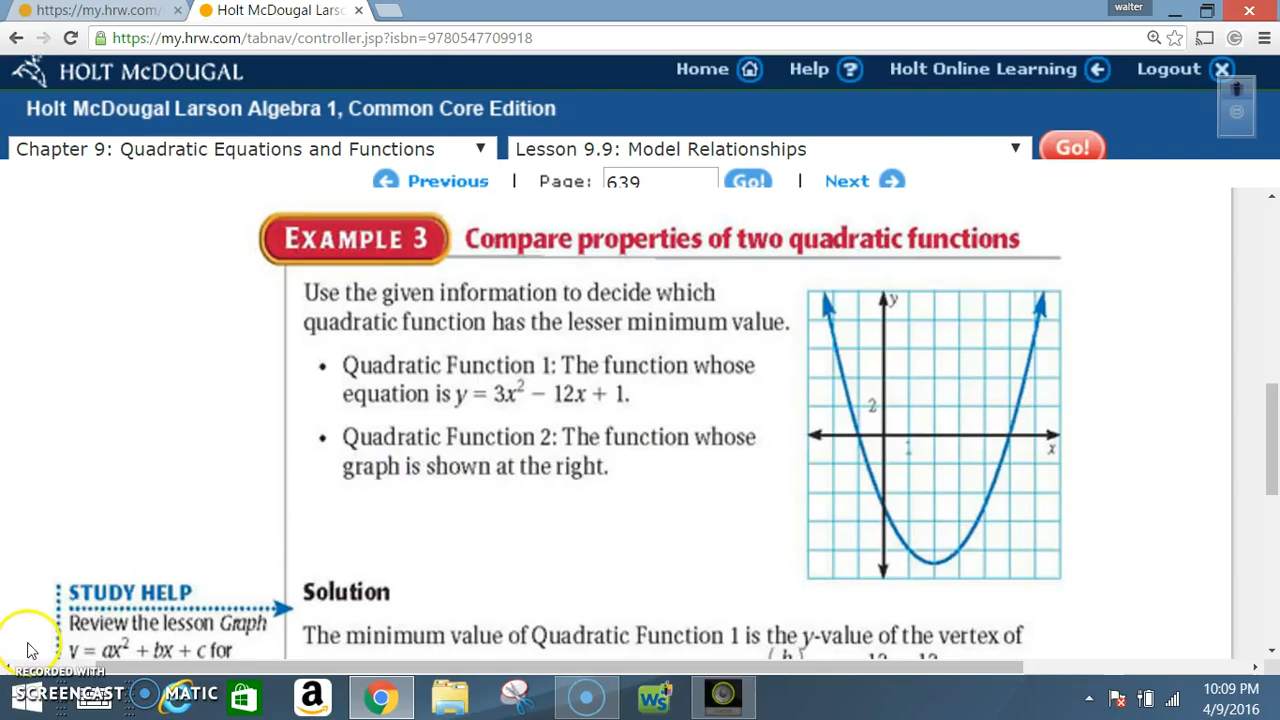 https://my.hrw.com/tabnav/
Holt McDougal Lars
walter
https://my.hrw.com/tabnav/controller.jsp?isbn=9780547709918
HOLT McDOUGAL
Home
Help ?
Holt Online Learning
Logout X
Holt McDougal Larson Algebra 1, Common Core Edition
Chapter 9: Quadratic Equations and Functions
Lesson 9.9: Model Relationships
Go!
Previous | Page: 639 Go! | Next
EXAMPLE 3 Compare properties of two quadratic functions
Use the given information to decide which
quadratic function has the lesser minimum value.
• Quadratic Function 1: The function whose
equation is y = 3x² − 12x + 1.
• Quadratic Function 2: The function whose
graph is shown at the right.
y
2
1
x
STUDY HELP
Review the lesson Graph
y = ax² + bx + c for
Solution
The minimum value of Quadratic Function 1 is the y-value of the vertex of
RECORDED WITH
SCREENCAST MATIC
10:09 PM
4/9/2016